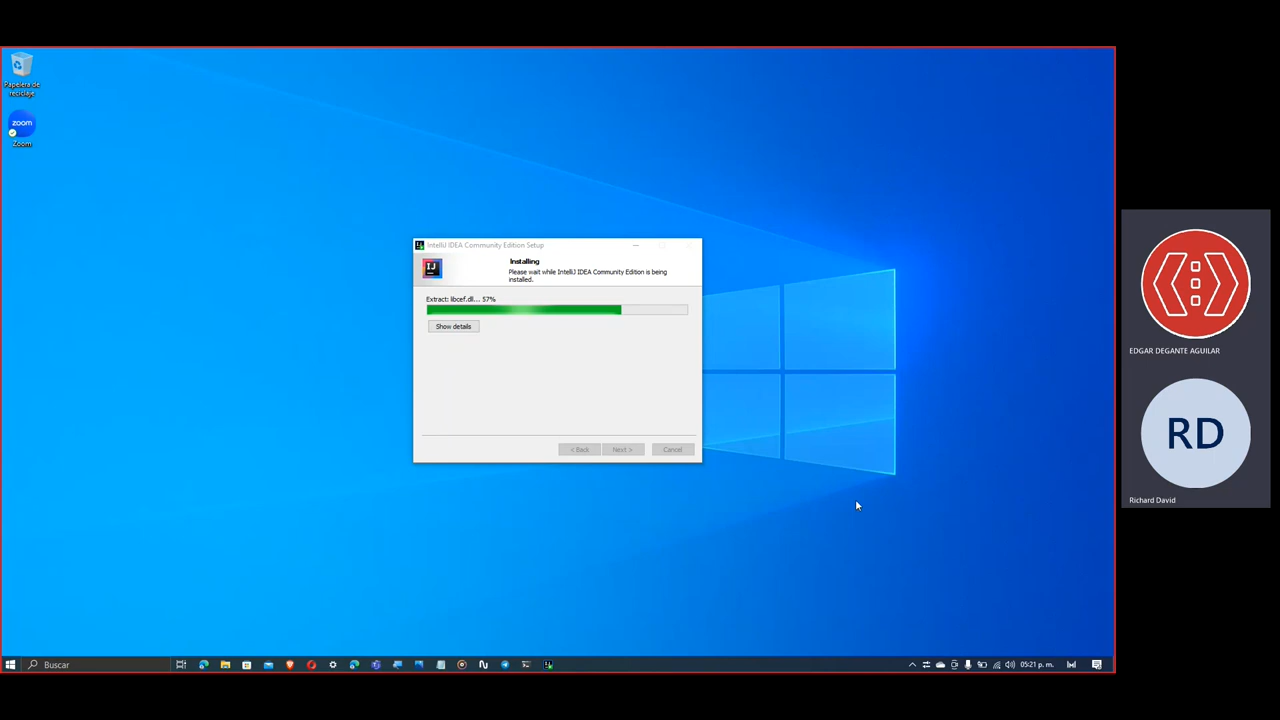 Papelera de
reciclaje
zoom
Zoom
IntelliJ IDEA Community Edition Setup
IJ
Installing
Please wait while IntelliJ IDEA Community Edition is being
installed.
Extract: libcef.dll... 57%
Show details
< Back
Next >
Cancel
EDGAR DEGANTE AGUILAR
RD
Richard David
Buscar
05:21 p. m.